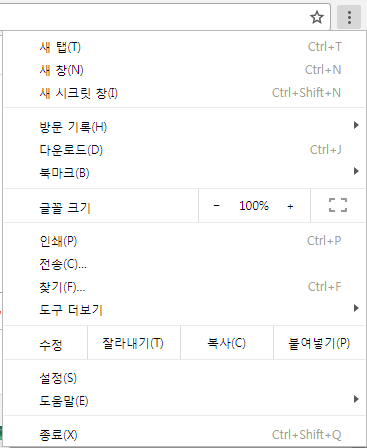 새 탭(T) Ctrl+T
새 창(N) Ctrl+N
새 시크릿 창(I) Ctrl+Shift+N
방문 기록(H)
다운로드(D) Ctrl+J
북마크(B)
글꼴 크기 − 100% +
인쇄(P) Ctrl+P
전송(C)...
찾기(F)... Ctrl+F
도구 더보기
수정 잘라내기(T) 복사(C) 붙여넣기(P)
설정(S)
도움말(E)
종료(X) Ctrl+Shift+Q